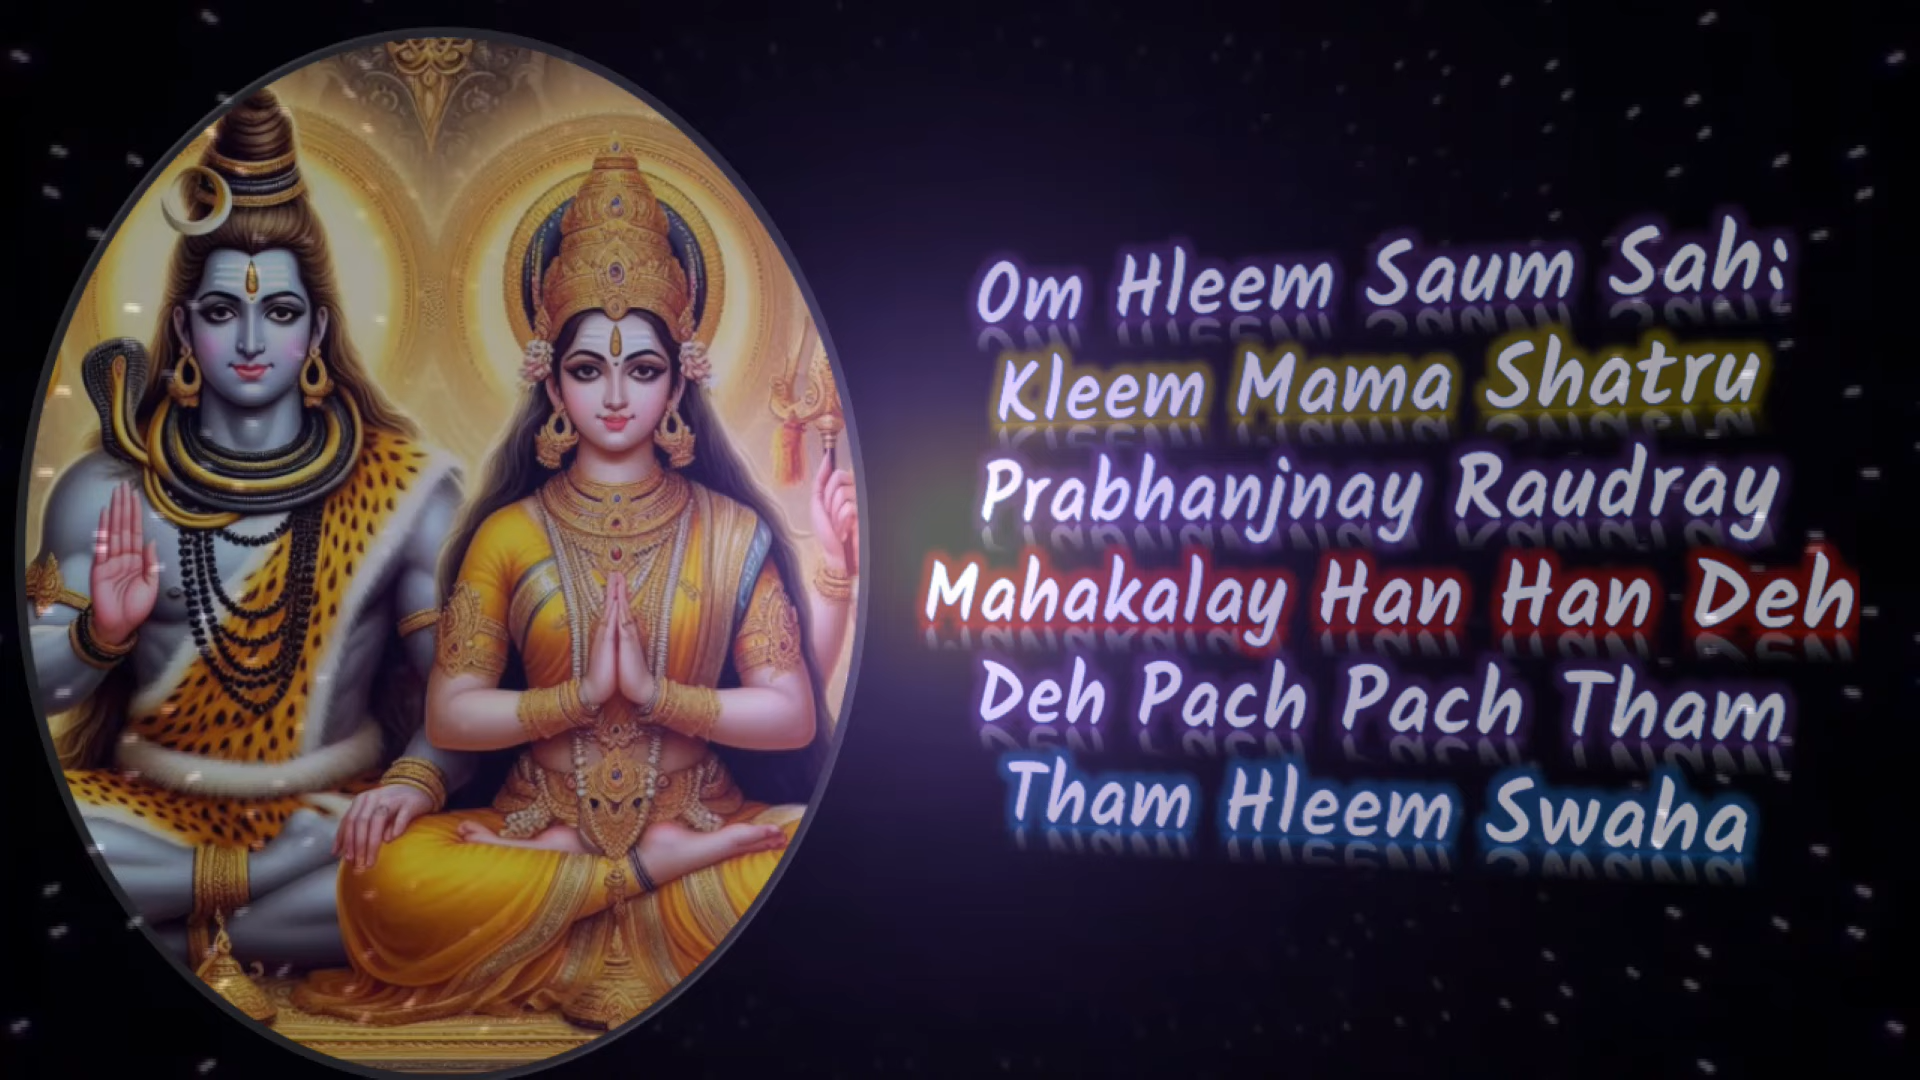 Om Hleem Saum Sah:
Kleem Mama Shatru
Prabhanjnay Raudray
Mahakalay Han Han Deh
Deh Pach Pach Tham
Tham Hleem Swaha